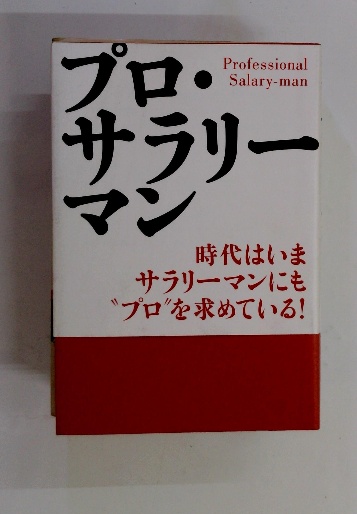 プロ・
サラリー
マン
Professional
Salary-man
時代はいま
サラリーマンにも
〝プロ〞を求めている!